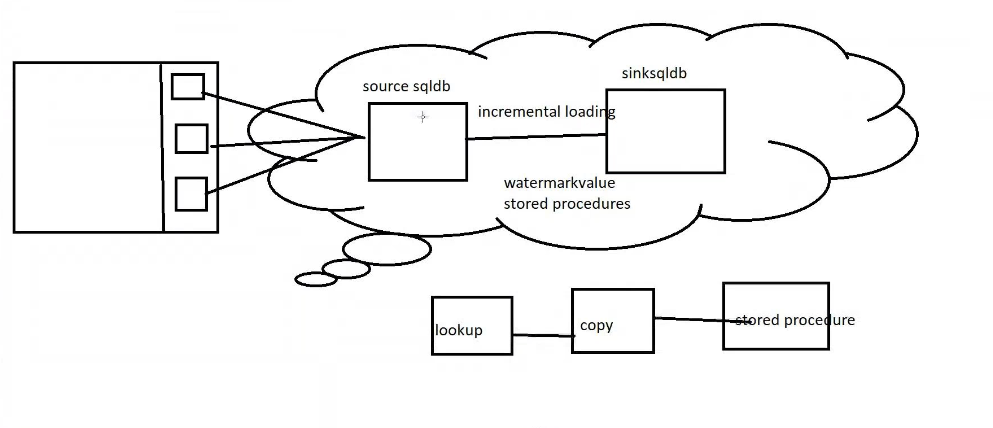 source sqldb
sinksqldb
incremental loading
watermarkvalue
stored procedures
lookup
copy
stored procedure